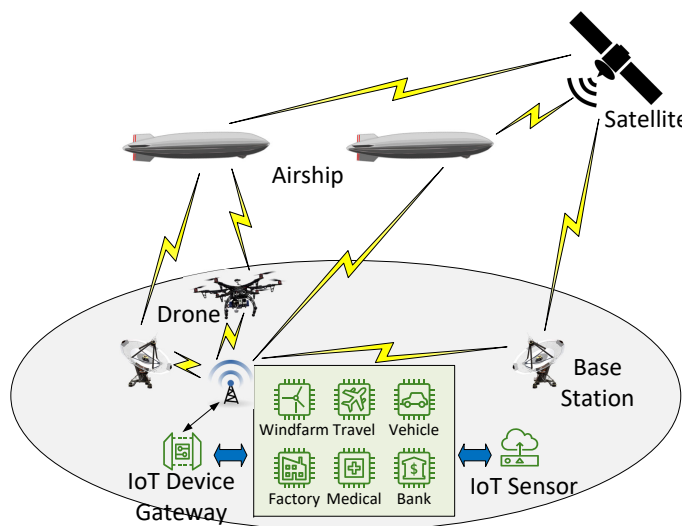 Satellite
Airship
Drone
Base
Station
Windfarm Travel Vehicle
Factory Medical Bank
IoT Device
Gateway
IoT Sensor
$